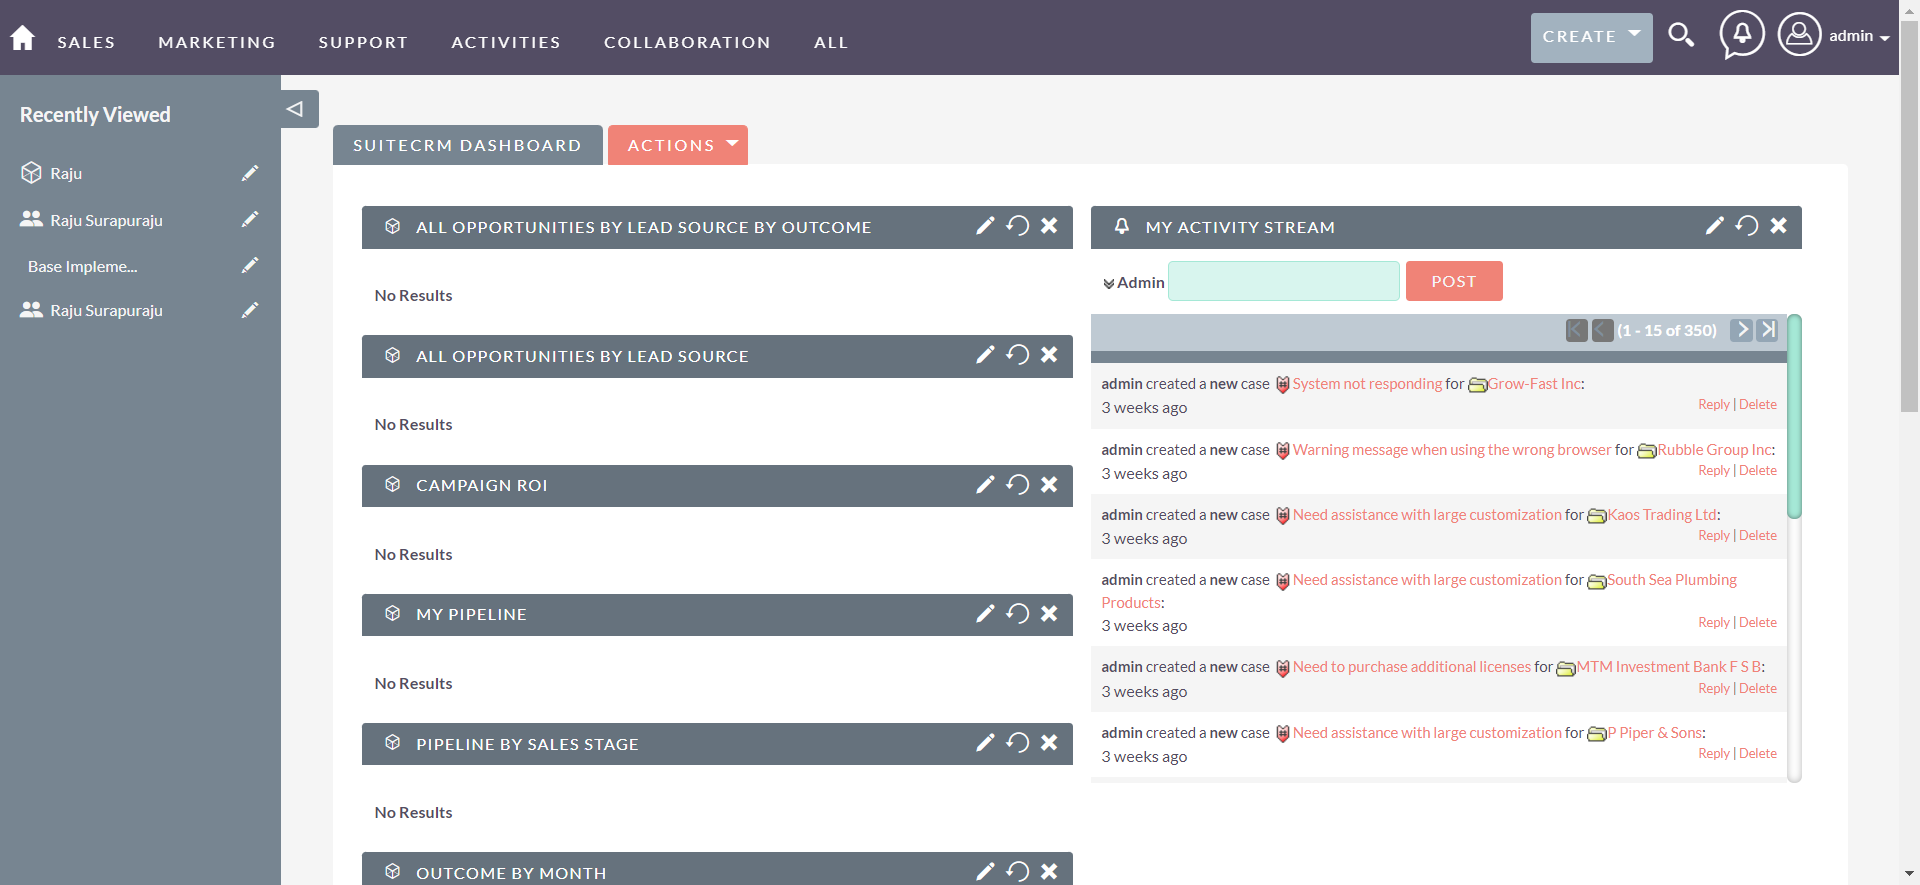 SALES MARKETING SUPPORT ACTIVITIES COLLABORATION ALL CREATE admin
Recently Viewed
Raju
Raju Surapuraju
Base Impleme...
Raju Surapuraju
SUITECRM DASHBOARD ACTIONS
ALL OPPORTUNITIES BY LEAD SOURCE BY OUTCOME
No Results
ALL OPPORTUNITIES BY LEAD SOURCE
No Results
CAMPAIGN ROI
No Results
MY PIPELINE
No Results
PIPELINE BY SALES STAGE
No Results
OUTCOME BY MONTH
MY ACTIVITY STREAM
Admin POST
(1 - 15 of 350)
admin created a new case System not responding for Grow-Fast Inc:
3 weeks ago
Reply | Delete
admin created a new case Warning message when using the wrong browser for Rubble Group Inc:
3 weeks ago
Reply | Delete
admin created a new case Need assistance with large customization for Kaos Trading Ltd:
3 weeks ago
Reply | Delete
admin created a new case Need assistance with large customization for South Sea Plumbing
Products:
3 weeks ago
Reply | Delete
admin created a new case Need to purchase additional licenses for MTM Investment Bank F S B:
3 weeks ago
Reply | Delete
admin created a new case Need assistance with large customization for P Piper & Sons:
3 weeks ago
Reply | Delete